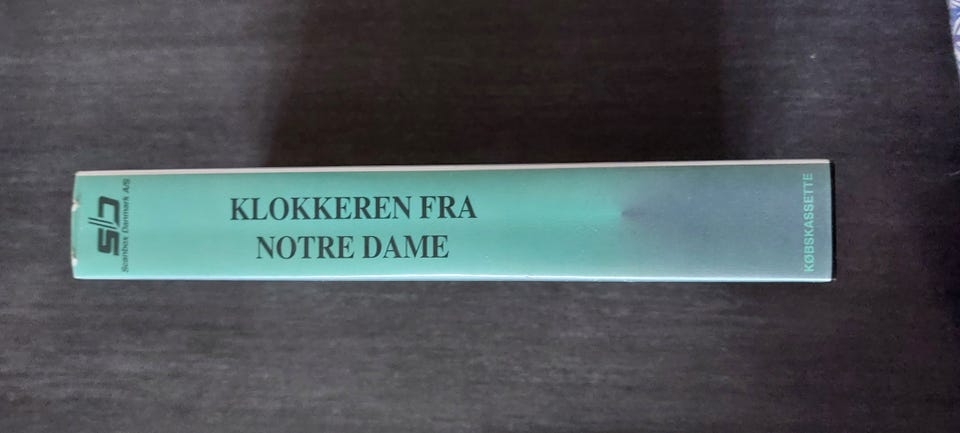 Scanbox Danmark A/S
KLOKKEREN FRA
NOTRE DAME
KØBSKASSETTE